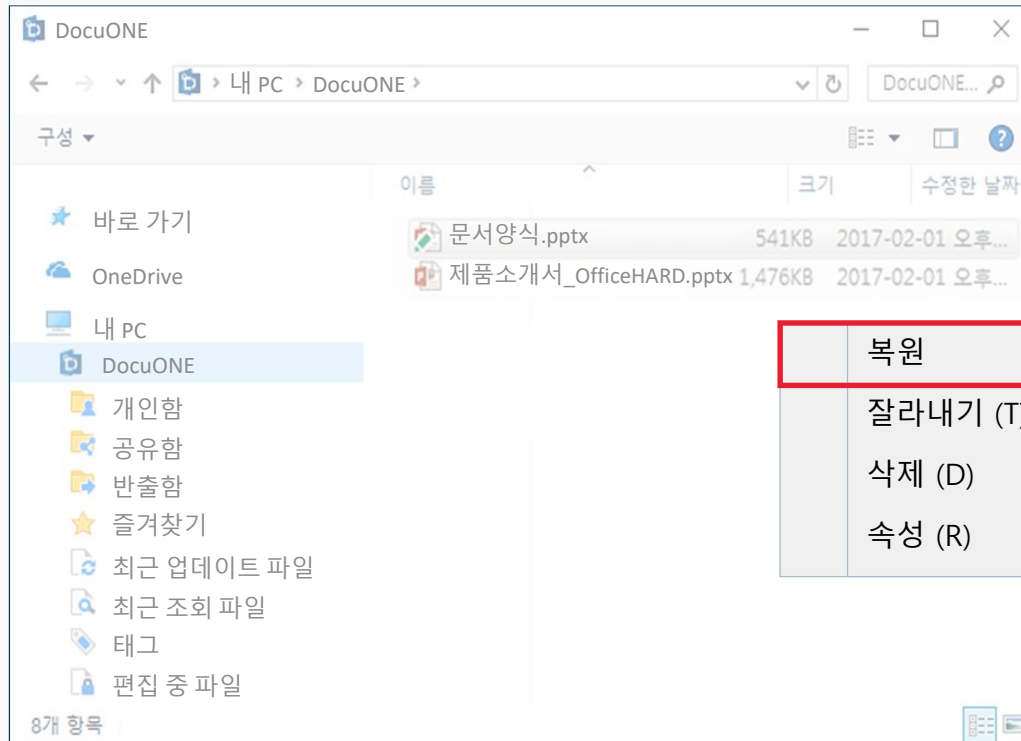 DocuONE
내 PC > DocuONE >
DocuONE...
구성
이름 크기 수정한 날짜
바로 가기
문서양식.pptx 541KB 2017-02-01 오후...
OneDrive
제품소개서_OfficeHARD.pptx 1,476KB 2017-02-01 오후...
내 PC
DocuONE
개인함
공유함
반출함
즐겨찾기
최근 업데이트 파일
최근 조회 파일
태그
편집 중 파일
복원
잘라내기 (T)
삭제 (D)
속성 (R)
8개 항목